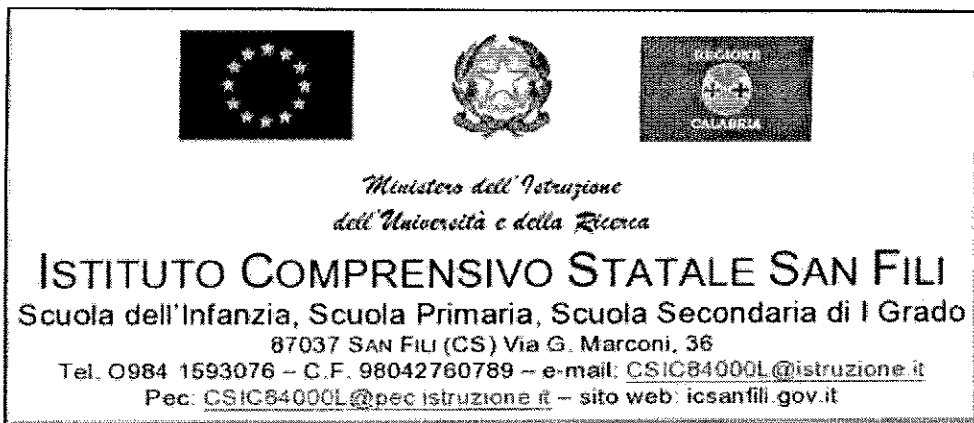 REGIONE
CALABRIA
Ministero dell'Istruzione
dell'Università e della Ricerca
ISTITUTO COMPRENSIVO STATALE SAN FILI
Scuola dell'Infanzia, Scuola Primaria, Scuola Secondaria di I Grado
87037 SAN FILI (CS) Via G. Marconi, 36
Tel. 0984 1593076 – C.F. 98042760789 – e-mail: CSIC84000L@istruzione.it
Pec: CSIC84000L@pec.istruzione.it – sito web: icsanfili.gov.it